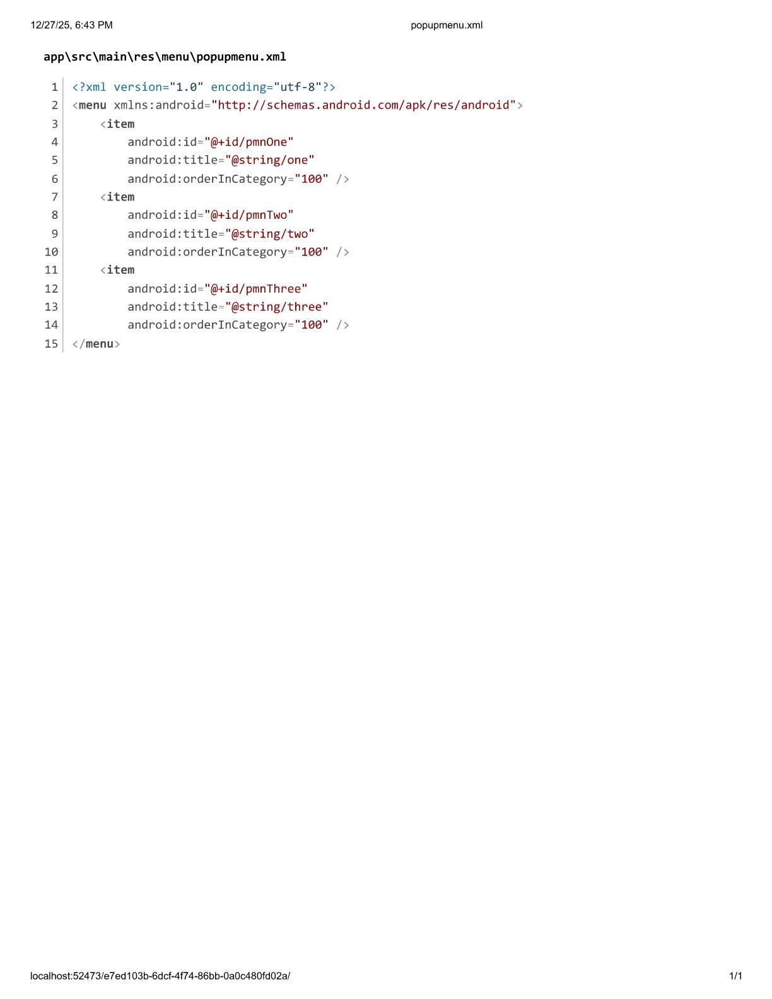 12/27/25, 6:43 PM popupmenu.xml
app\src\main\res\menu\popupmenu.xml
1 <?xml version="1.0" encoding="utf-8"?>
2 <menu xmlns:android="http://schemas.android.com/apk/res/android">
3     <item
4         android:id="@+id/pmnOne"
5         android:title="@string/one"
6         android:orderInCategory="100" />
7     <item
8         android:id="@+id/pmnTwo"
9         android:title="@string/two"
10         android:orderInCategory="100" />
11     <item
12         android:id="@+id/pmnThree"
13         android:title="@string/three"
14         android:orderInCategory="100" />
15 </menu>
localhost:52473/e7ed103b-6dcf-4f74-86bb-0a0c480fd02a/ 1/1